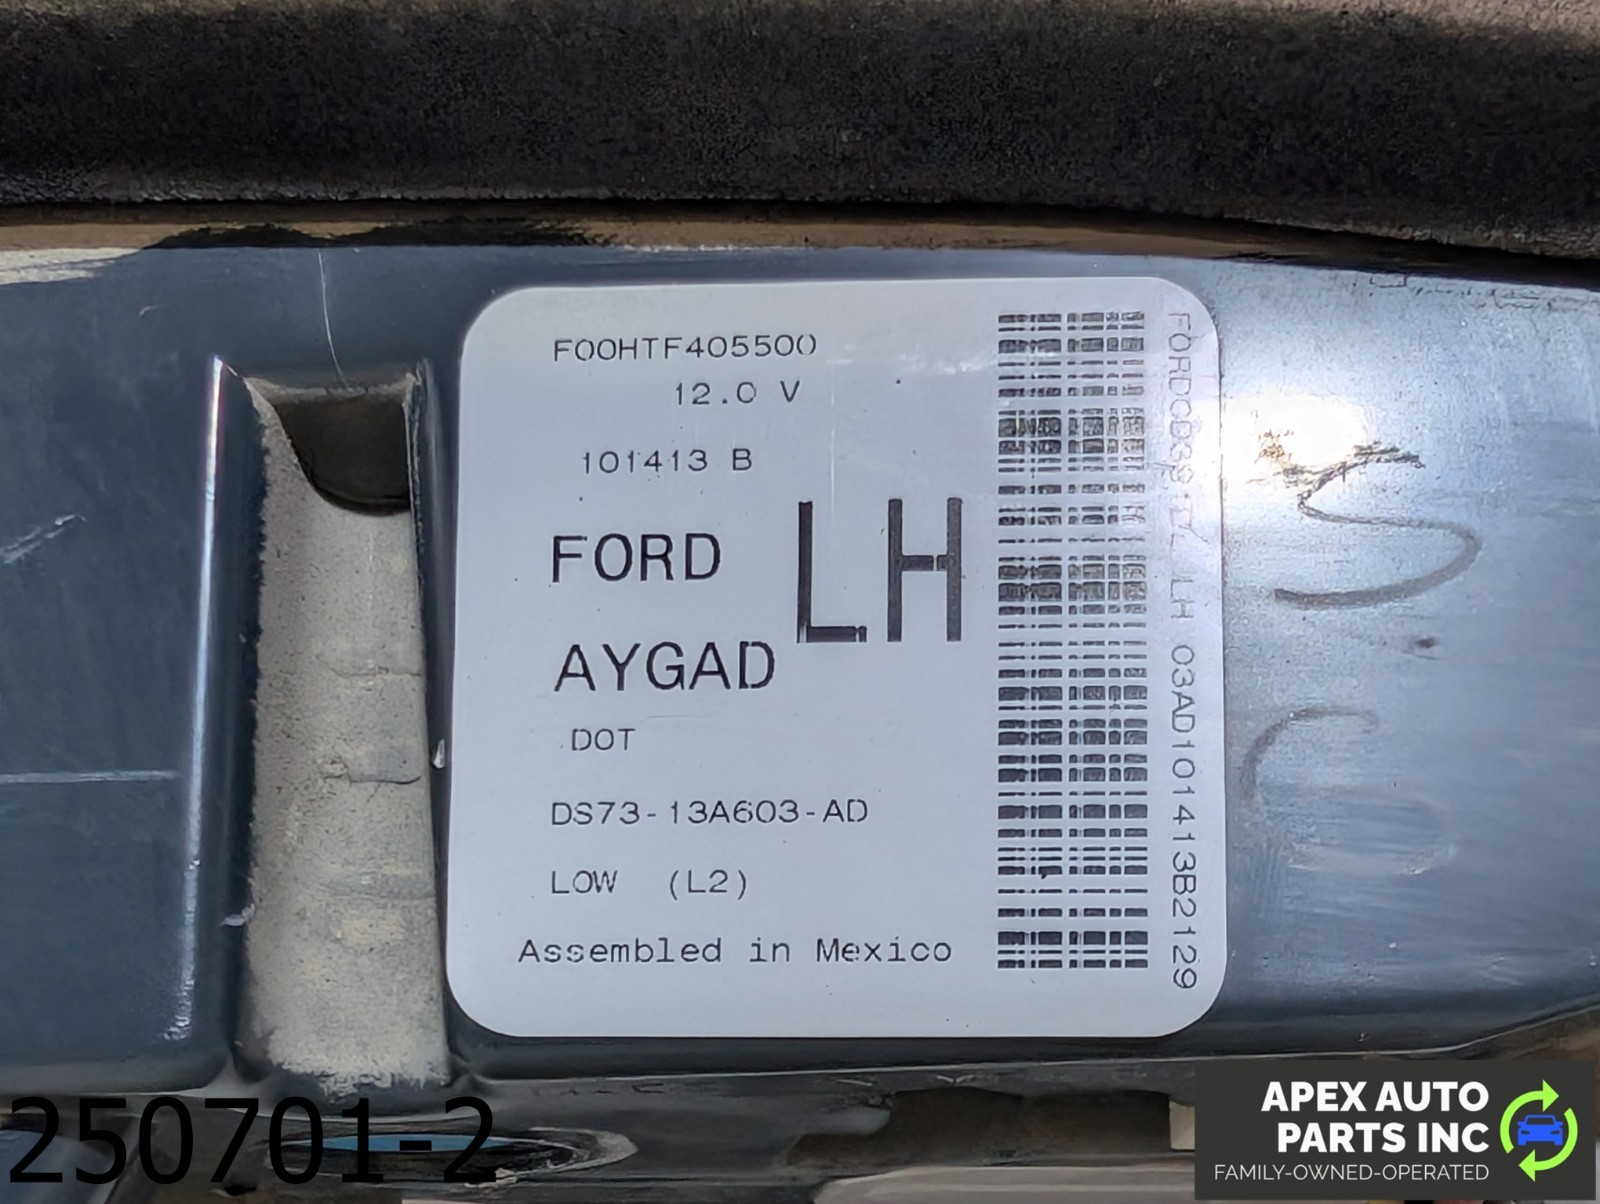 F00HTF405500
12.0 V
101413 B
FORD
LH
AYGAD
DOT
DS73-13A603-AD
LOW (L2)
Assembled in Mexico
LH 03AD101413B2129
S
250701-2
APEX AUTO
PARTS INC
FAMILY-OWNED-OPERATED